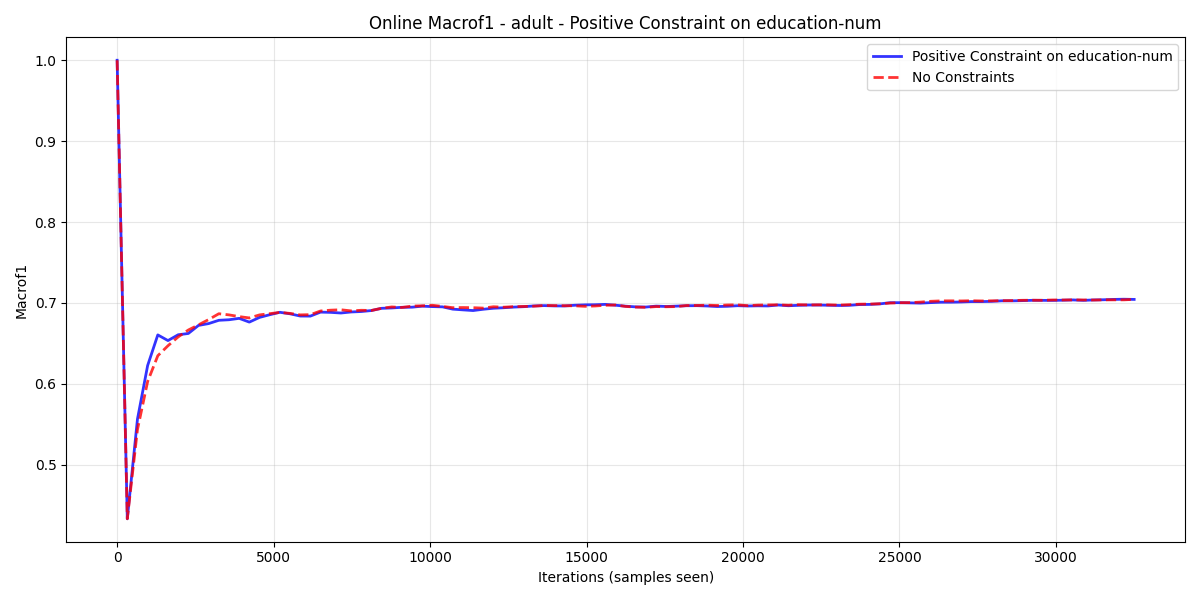 Online Macrof1 - adult - Positive Constraint on education-num
Positive Constraint on education-num
No Constraints
Macrof1
1.0
0.9
0.8
0.7
0.6
0.5
0
5000
10000
15000
20000
25000
30000
Iterations (samples seen)